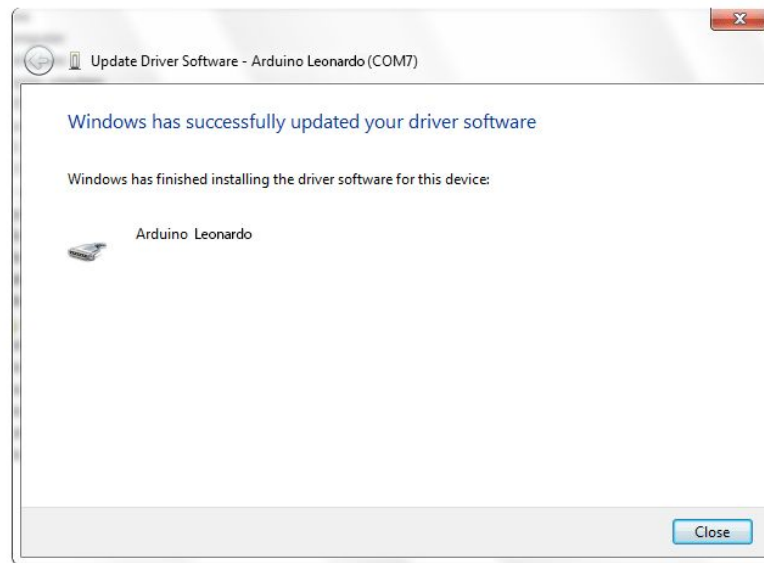 Update Driver Software - Arduino Leonardo (COM7)
Windows has successfully updated your driver software
Windows has finished installing the driver software for this device:
Arduino Leonardo
Close